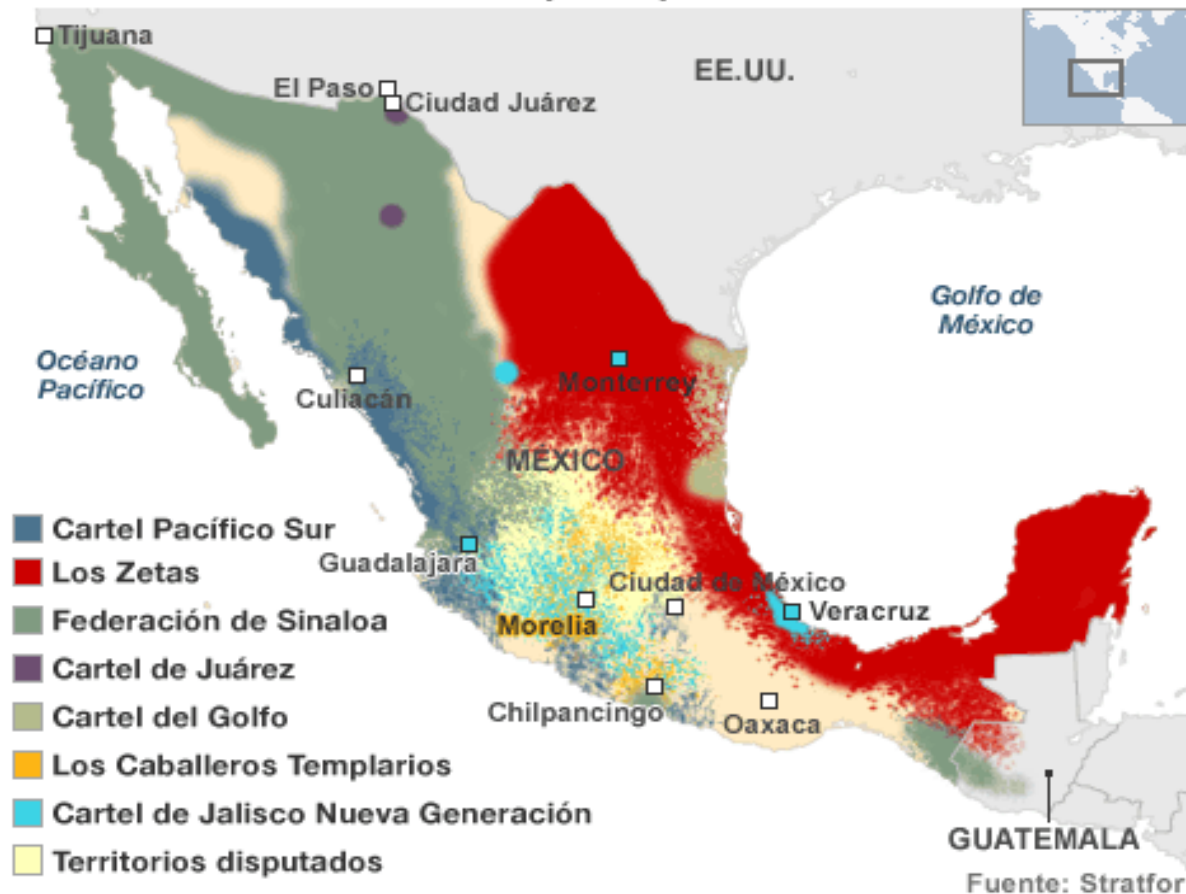 Tijuana
El Paso
Ciudad Juárez
EE.UU.
Golfo de
México
Océano
Pacífico
Monterrey
Culiacán
MÉXICO
Cartel Pacífico Sur
Guadalajara
Los Zetas
Ciudad de México
Veracruz
Federación de Sinaloa
Morelia
Cartel de Juárez
Cartel del Golfo
Chilpancingo
Oaxaca
Los Caballeros Templarios
Cartel de Jalisco Nueva Generación
GUATEMALA
Territorios disputados
Fuente: Stratfor